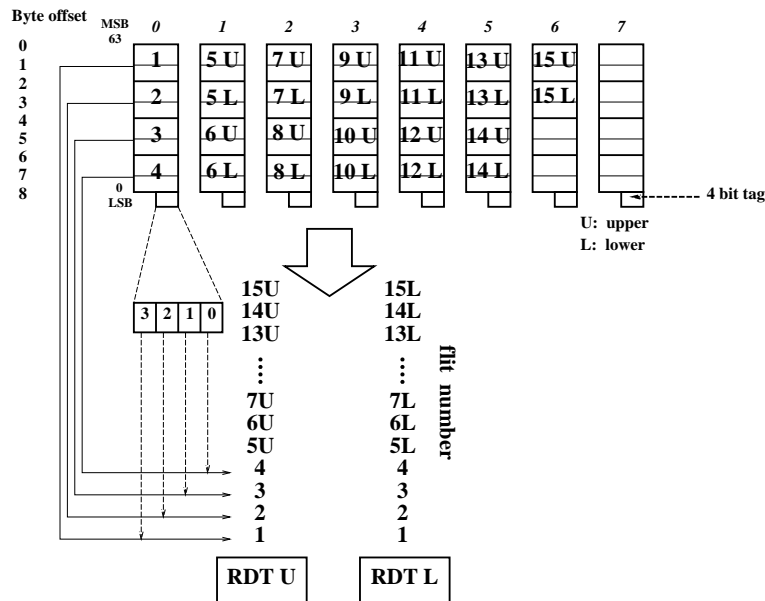 Byte offset
MSB 63
0 1 2 3 4 5 6 7
0
1
2
3
4
5
6
7
8
1 5 U 7 U 9 U 11 U 13 U 15 U
2 5 L 7 L 9 L 11 L 13 L 15 L
3 6 U 8 U 10 U 12 U 14 U
4 6 L 8 L 10 L 12 L 14 L
0
LSB
4 bit tag
U: upper
L: lower
3 2 1 0
15U 15L
14U 14L
13U 13L
7U 7L
6U 6L
5U 5L
4 4
3 3
2 2
1 1
flit number
RDT U RDT L